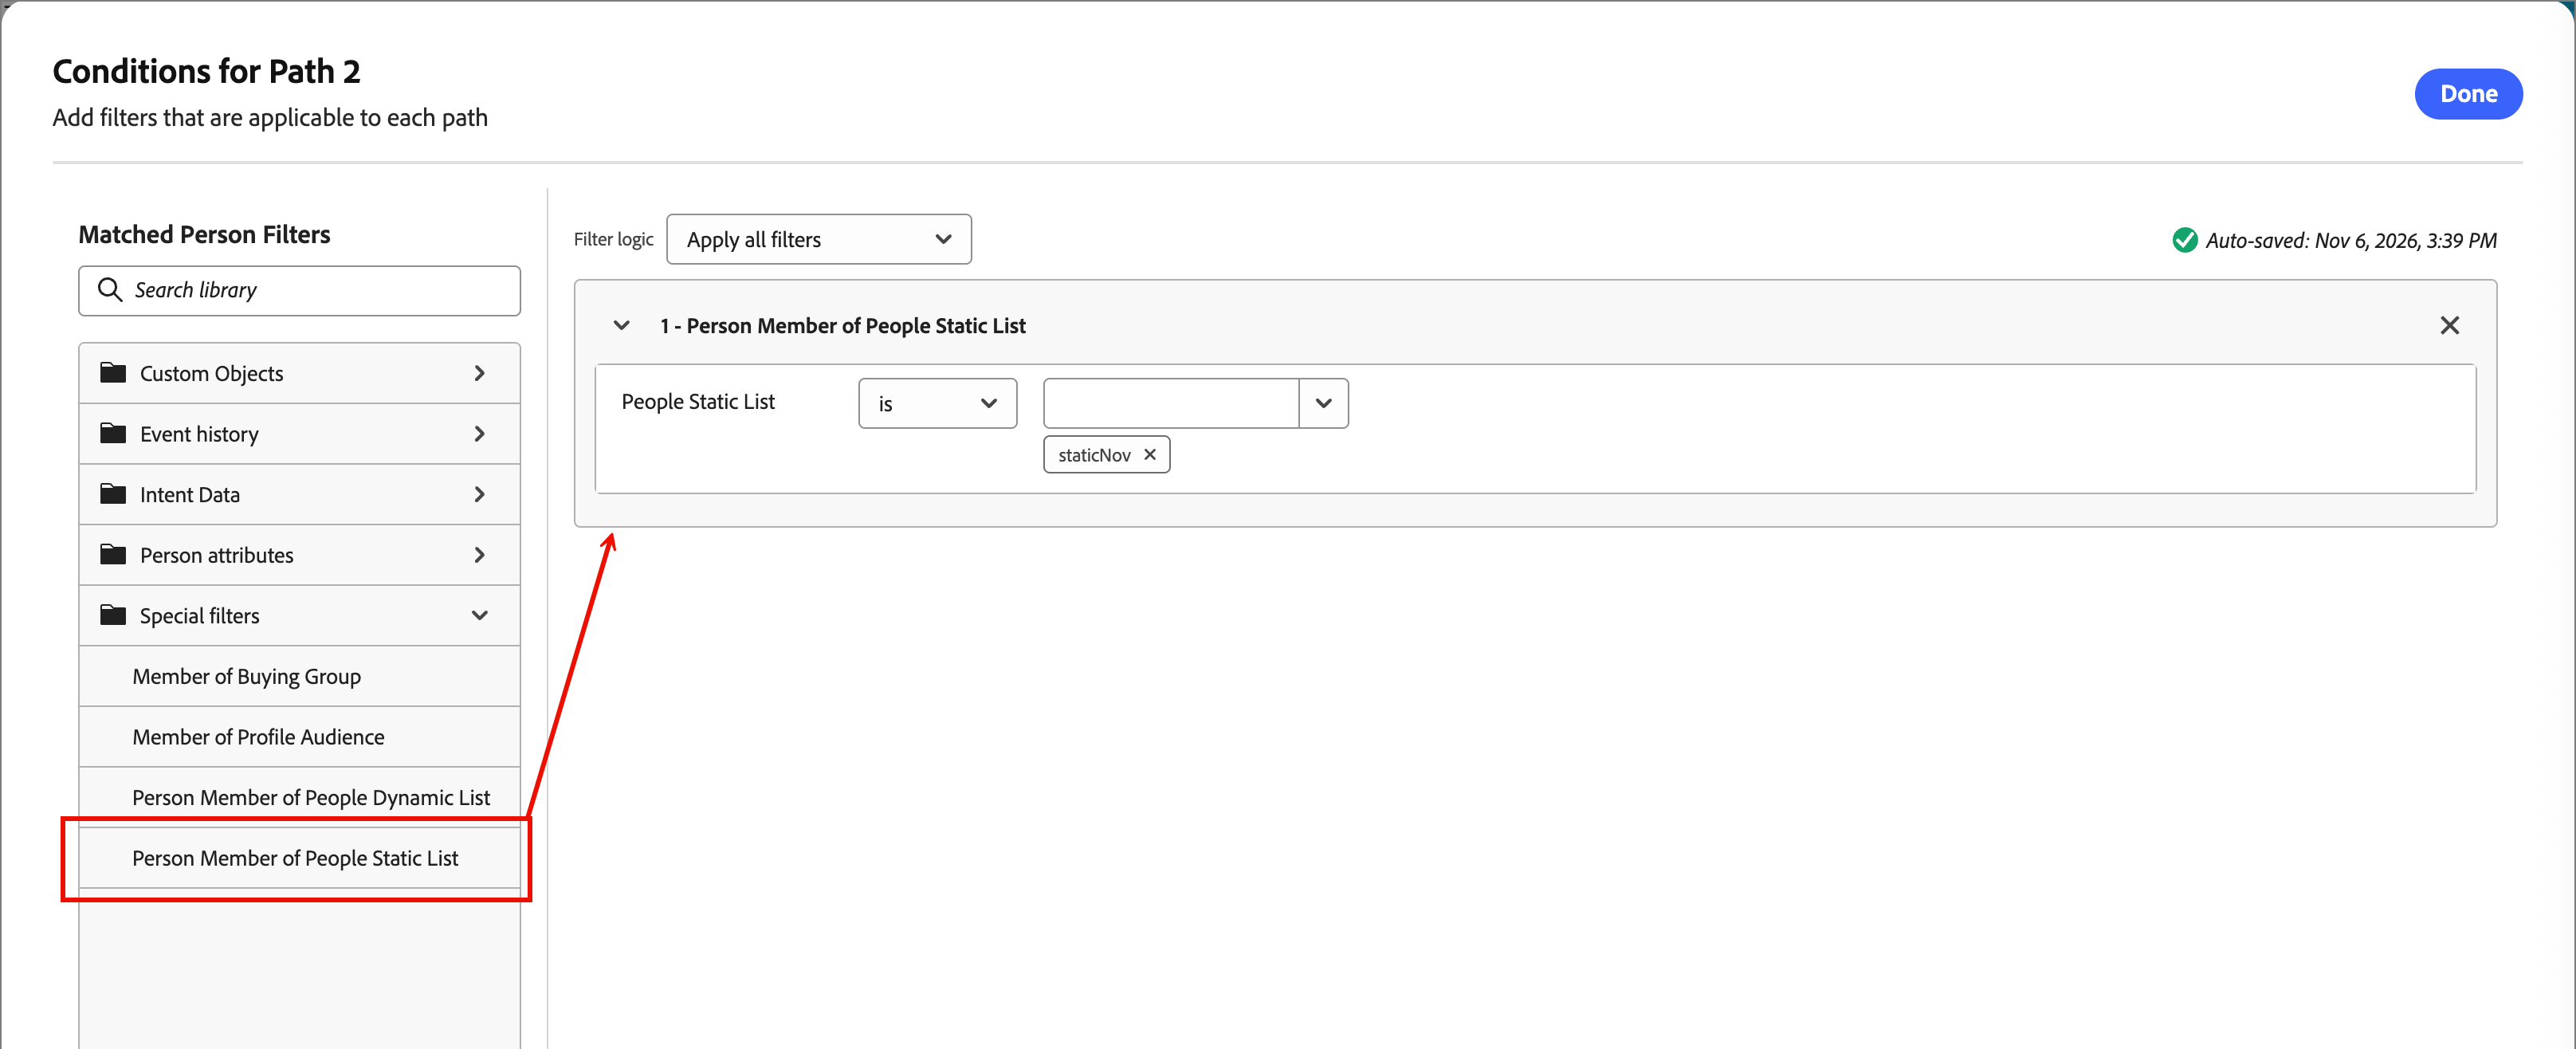 Conditions for Path 2
Add filters that are applicable to each path
Done
Matched Person Filters
Search library
Custom Objects
Event history
Intent Data
Person attributes
Special filters
Member of Buying Group
Member of Profile Audience
Person Member of People Dynamic List
Person Member of People Static List
Filter logic
Apply all filters
Auto-saved: Nov 6, 2026, 3:39 PM
1 - Person Member of People Static List
People Static List
is
staticNov